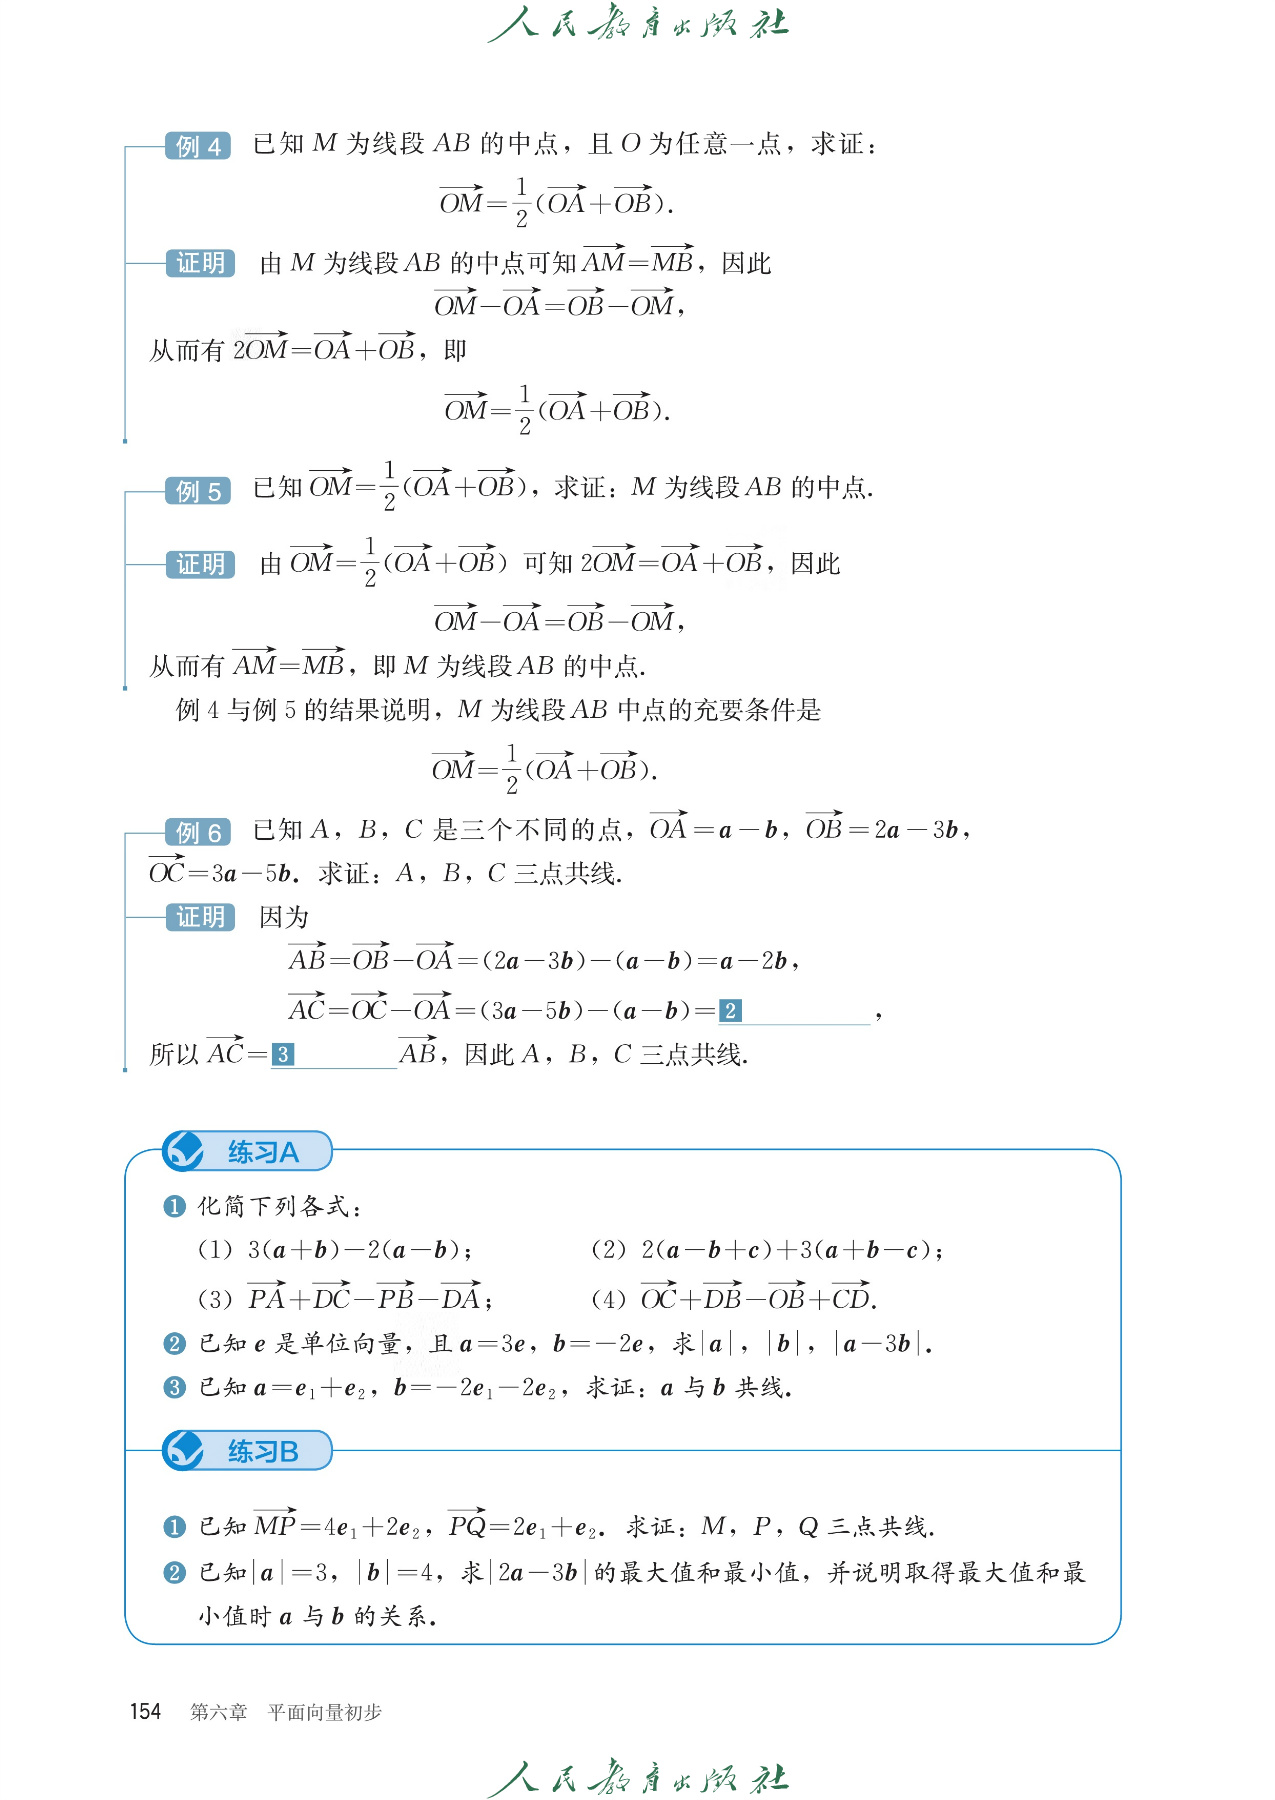 人民教育出版社
例 4 已知 M 为线段 AB 的中点，且 O 为任意一点，求证：
$\overrightarrow{OM}=\frac{1}{2}(\overrightarrow{OA}+\overrightarrow{OB})$.
证明 由 M 为线段 AB 的中点可知 $\overrightarrow{AM}=\overrightarrow{MB}$，因此
$\overrightarrow{OM}-\overrightarrow{OA}=\overrightarrow{OB}-\overrightarrow{OM}$，
从而有 $2\overrightarrow{OM}=\overrightarrow{OA}+\overrightarrow{OB}$，即
$\overrightarrow{OM}=\frac{1}{2}(\overrightarrow{OA}+\overrightarrow{OB})$.
例 5 已知 $\overrightarrow{OM}=\frac{1}{2}(\overrightarrow{OA}+\overrightarrow{OB})$，求证：M 为线段 AB 的中点.
证明 由 $\overrightarrow{OM}=\frac{1}{2}(\overrightarrow{OA}+\overrightarrow{OB})$ 可知 $2\overrightarrow{OM}=\overrightarrow{OA}+\overrightarrow{OB}$，因此
$\overrightarrow{OM}-\overrightarrow{OA}=\overrightarrow{OB}-\overrightarrow{OM}$，
从而有 $\overrightarrow{AM}=\overrightarrow{MB}$，即 M 为线段 AB 的中点.
例 4 与例 5 的结果说明，M 为线段 AB 中点的充要条件是
$\overrightarrow{OM}=\frac{1}{2}(\overrightarrow{OA}+\overrightarrow{OB})$.
例 6 已知 A，B，C 是三个不同的点，$\overrightarrow{OA}=\boldsymbol{a}-\boldsymbol{b}$，$\overrightarrow{OB}=2\boldsymbol{a}-3\boldsymbol{b}$，
$\overrightarrow{OC}=3\boldsymbol{a}-5\boldsymbol{b}$. 求证：A，B，C 三点共线.
证明 因为
$\overrightarrow{AB}=\overrightarrow{OB}-\overrightarrow{OA}=(2\boldsymbol{a}-3\boldsymbol{b})-(\boldsymbol{a}-\boldsymbol{b})=\boldsymbol{a}-2\boldsymbol{b}$，
$\overrightarrow{AC}=\overrightarrow{OC}-\overrightarrow{OA}=(3\boldsymbol{a}-5\boldsymbol{b})-(\boldsymbol{a}-\boldsymbol{b})=$ 2 ________，
所以 $\overrightarrow{AC}=$ 3 ________ $\overrightarrow{AB}$，因此 A，B，C 三点共线.
练习A
1 化简下列各式：
(1) $3(\boldsymbol{a}+\boldsymbol{b})-2(\boldsymbol{a}-\boldsymbol{b})$； (2) $2(\boldsymbol{a}-\boldsymbol{b}+\boldsymbol{c})+3(\boldsymbol{a}+\boldsymbol{b}-\boldsymbol{c})$；
(3) $\overrightarrow{PA}+\overrightarrow{DC}-\overrightarrow{PB}-\overrightarrow{DA}$； (4) $\overrightarrow{OC}+\overrightarrow{DB}-\overrightarrow{OB}+\overrightarrow{CD}$.
2 已知 $\boldsymbol{e}$ 是单位向量，且 $\boldsymbol{a}=3\boldsymbol{e}$，$\boldsymbol{b}=-2\boldsymbol{e}$，求 $|\boldsymbol{a}|$，$|\boldsymbol{b}|$，$|\boldsymbol{a}-3\boldsymbol{b}|$.
3 已知 $\boldsymbol{a}=\boldsymbol{e}_1+\boldsymbol{e}_2$，$\boldsymbol{b}=-2\boldsymbol{e}_1-2\boldsymbol{e}_2$，求证：$\boldsymbol{a}$ 与 $\boldsymbol{b}$ 共线.
练习B
1 已知 $\overrightarrow{MP}=4\boldsymbol{e}_1+2\boldsymbol{e}_2$，$\overrightarrow{PQ}=2\boldsymbol{e}_1+\boldsymbol{e}_2$. 求证：M，P，Q 三点共线.
2 已知 $|\boldsymbol{a}|=3$，$|\boldsymbol{b}|=4$，求 $|2\boldsymbol{a}-3\boldsymbol{b}|$ 的最大值和最小值，并说明取得最大值和最
小值时 $\boldsymbol{a}$ 与 $\boldsymbol{b}$ 的关系.
154 第六章 平面向量初步
人民教育出版社